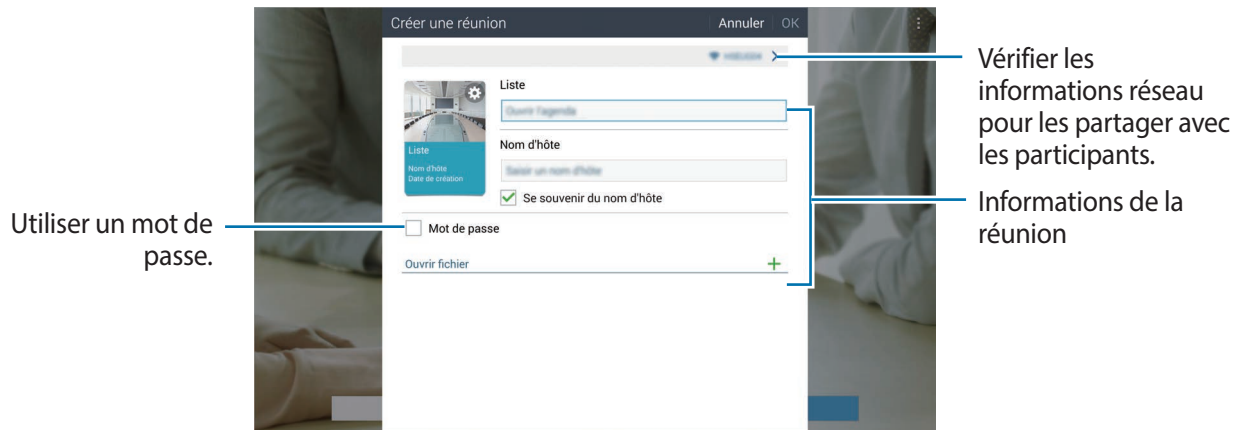 Créer une réunion
Annuler
OK
Liste
Ouvrir l'agenda
Liste
Nom d'hôte
Date de création
Nom d'hôte
Saisir un nom d'hôte
Se souvenir du nom d'hôte
Mot de passe
Ouvrir fichier
Utiliser un mot de
passe.
Vérifier les
informations réseau
pour les partager avec
les participants.
Informations de la
réunion